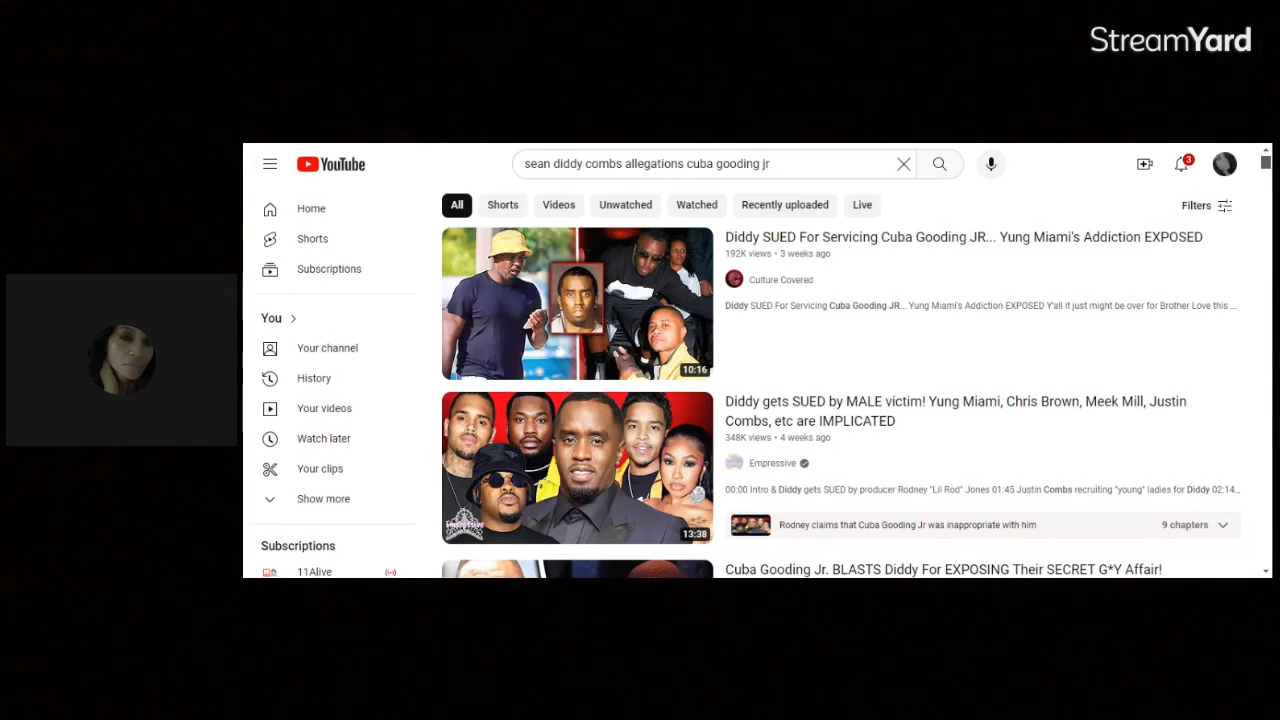 StreamYard
YouTube
sean diddy combs allegations cuba gooding jr
3
Home
Shorts
Subscriptions
You
Your channel
History
Your videos
Watch later
Your clips
Show more
Subscriptions
11Alive
All
Shorts
Videos
Unwatched
Watched
Recently uploaded
Live
Filters
10:16
Diddy SUED For Servicing Cuba Gooding JR... Yung Miami's Addiction EXPOSED
192K views • 3 weeks ago
Culture Covered
Diddy SUED For Servicing Cuba Gooding JR... Yung Miami's Addiction EXPOSED Y'all it just might be over for Brother Love this ...
Empressive
13:38
Diddy gets SUED by MALE victim! Yung Miami, Chris Brown, Meek Mill, Justin
Combs, etc are IMPLICATED
348K views • 4 weeks ago
Empressive
00:00 Intro & Diddy gets SUED by producer Rodney "Lil Rod" Jones 01:45 Justin Combs recruiting "young" ladies for Diddy 02:14...
Rodney claims that Cuba Gooding Jr was inappropriate with him
9 chapters
Cuba Gooding Jr. BLASTS Diddy For EXPOSING Their SECRET G*Y Affair!